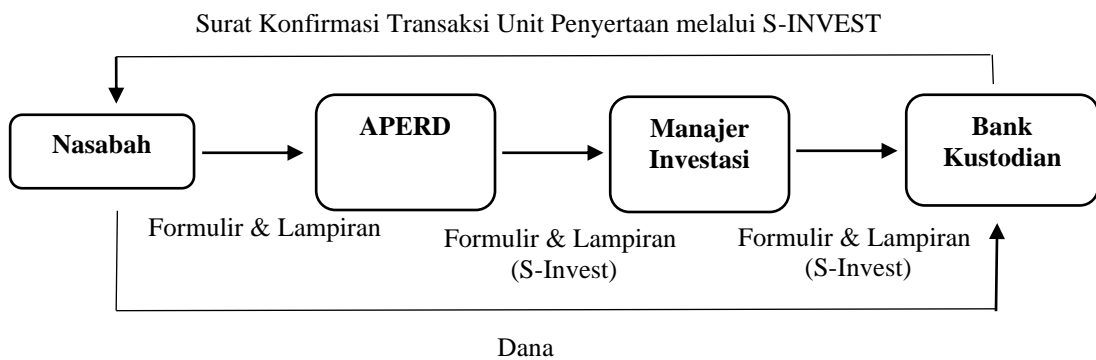 Surat Konfirmasi Transaksi Unit Penyertaan melalui S-INVEST
Nasabah
APERD
Manajer
Investasi
Bank
Kustodian
Formulir & Lampiran
Formulir & Lampiran
(S-Invest)
Formulir & Lampiran
(S-Invest)
Dana